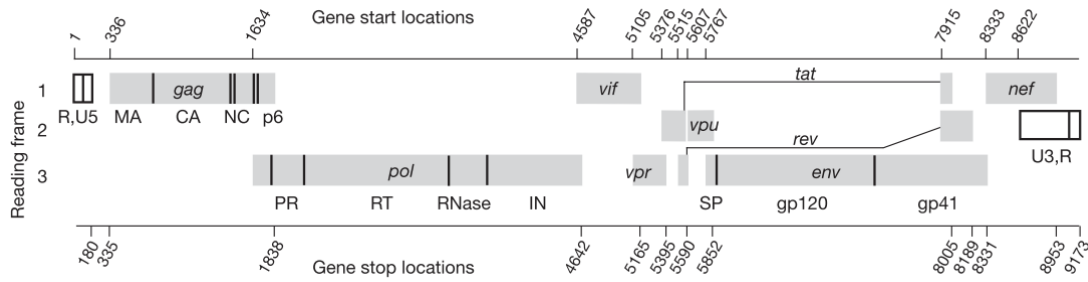 Gene start locations
1 336 1634 4587 5105 5376 5515 5607 5767 7915 8333 8622
Reading frame
1 gag vif tat nef
R,U5 MA CA NC p6
2 vpu
rev U3,R
3 pol vpr env
PR RT RNase IN SP gp120 gp41
180 335 1838 4642 5165 5395 5590 5852 8005 8189 8331 8953 9173
Gene stop locations